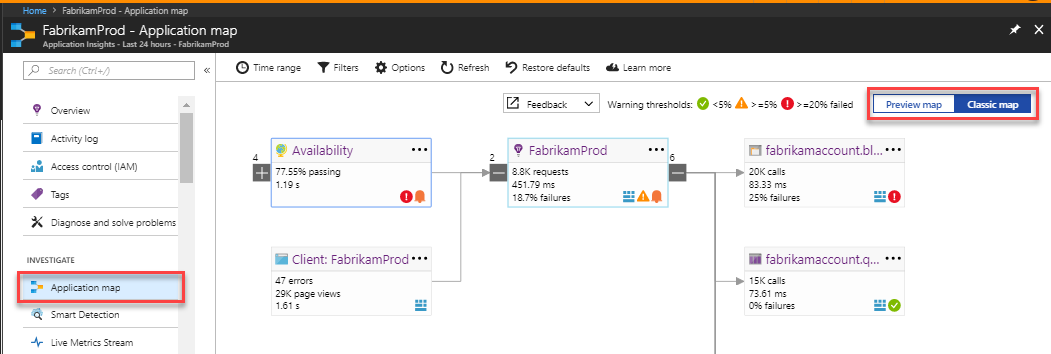 Home > Application map
FabrikamProd - Application map
Application Insights - Last 24 hours - FabrikamProd
Search (Ctrl+/)
«
Overview
Activity log
Access control (IAM)
Tags
Diagnose and solve problems
INVESTIGATE
Application map
Smart Detection
Live Metrics Stream
Time range Filters Options Refresh Restore defaults Learn more
Feedback Warning thresholds: <5% >=5% >=20% failed
Preview map Classic map
4
Availability
77.55% passing
1.19 s
Client: FabrikamProd
47 errors
29K page views
1.61 s
2
FabrikamProd
8.8K requests
451.79 ms
18.7% failures
6
fabrikamaccount.bl...
20K calls
83.33 ms
25% failures
fabrikamaccount.q...
15K calls
73.61 ms
0% failures